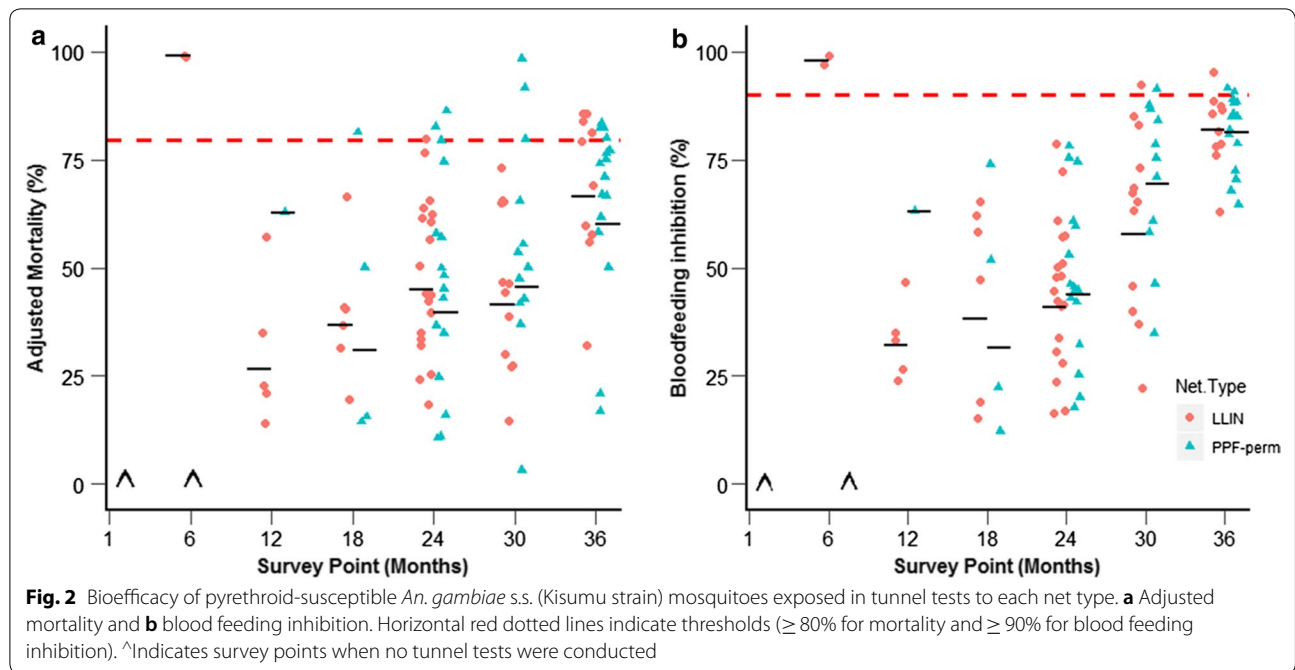 a
Adjusted Mortality (%)
100
75
50
25
0
1 6 12 18 24 30 36
Survey Point (Months)
b
Bloodfeeding inhibition (%)
100
75
50
25
0
1 6 12 18 24 30 36
Survey Point (Months)
Net.Type
LLIN
PPF-perm
Fig. 2 Bioefficacy of pyrethroid-susceptible An. gambiae s.s. (Kisumu strain) mosquitoes exposed in tunnel tests to each net type. a Adjusted
mortality and b blood feeding inhibition. Horizontal red dotted lines indicate thresholds (≥ 80% for mortality and ≥ 90% for blood feeding
inhibition). ^Indicates survey points when no tunnel tests were conducted